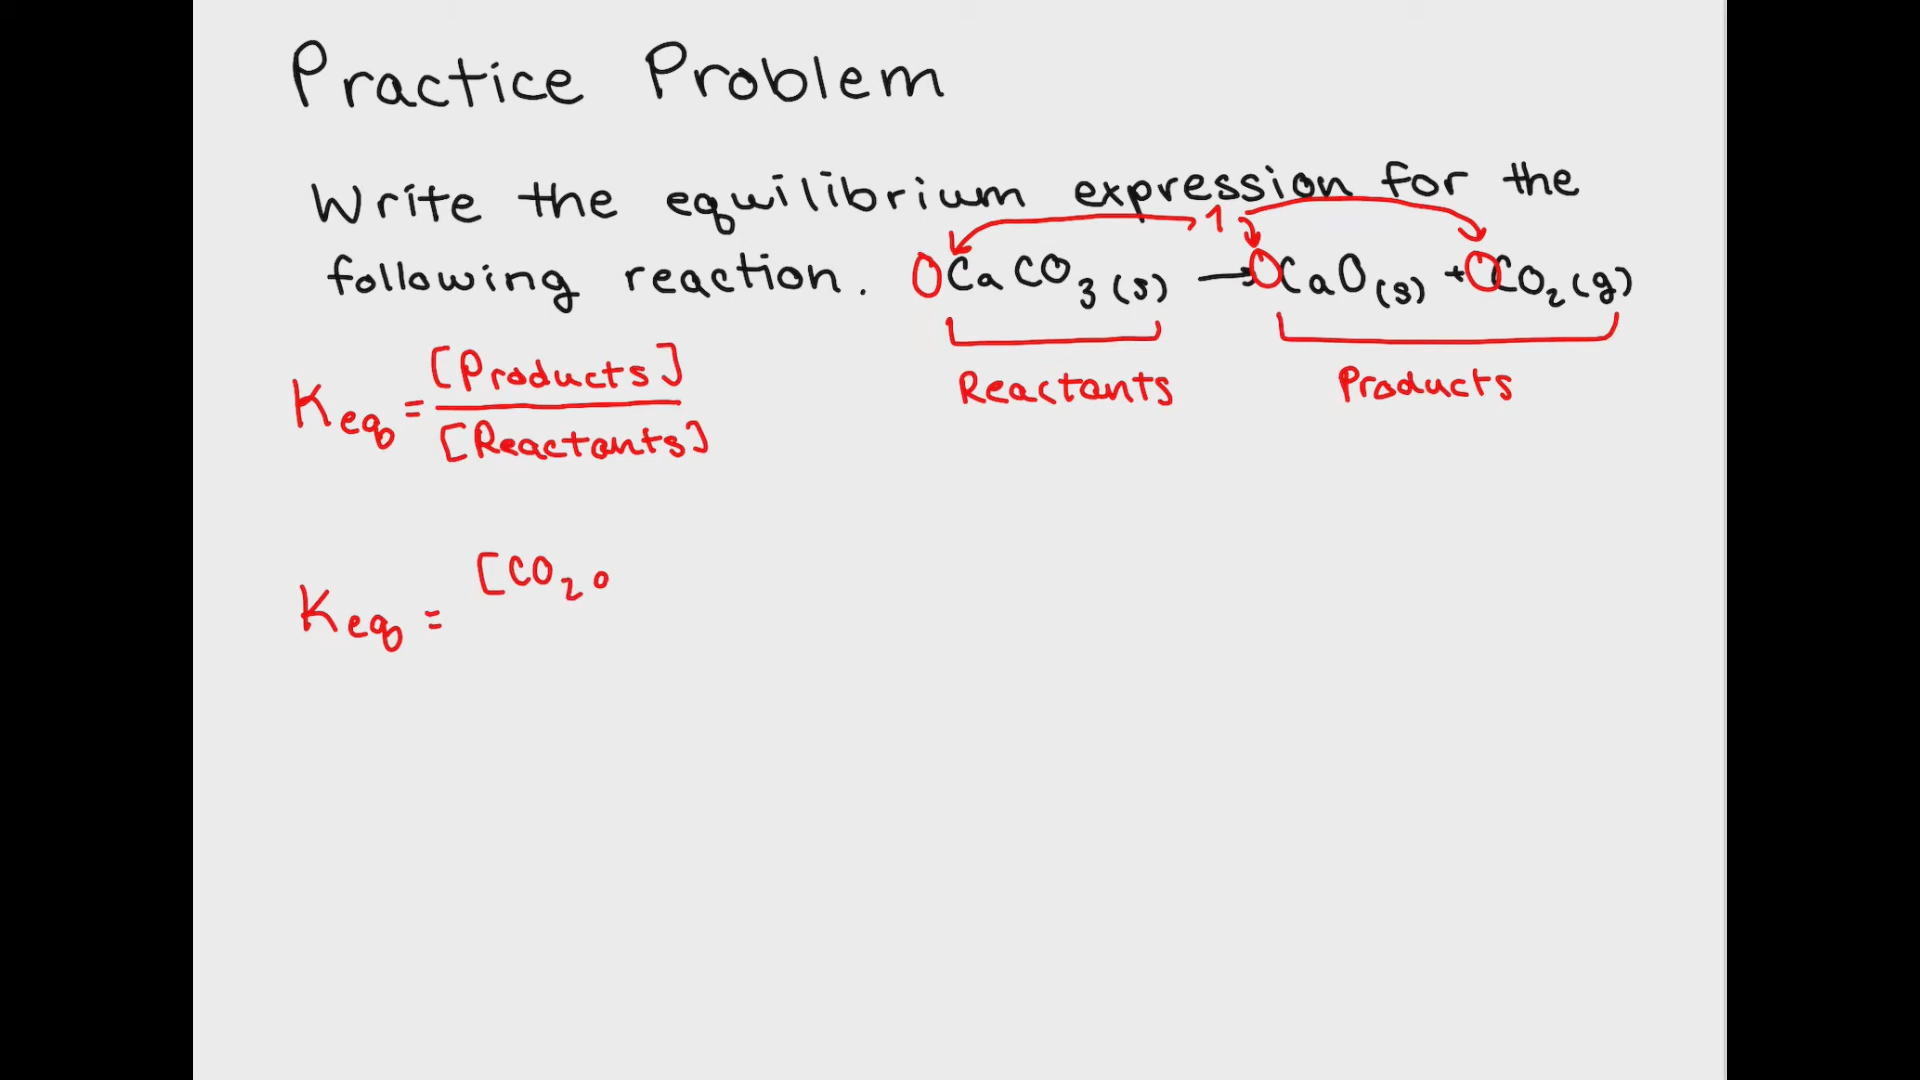 Practice Problem
Write the equilibrium expression for the
1
following reaction. CaCO₃(s) → CaO(s) + CO₂(g)
Keq = [Products] / [Reactants]
Reactants
Products
Keq = [CO₂